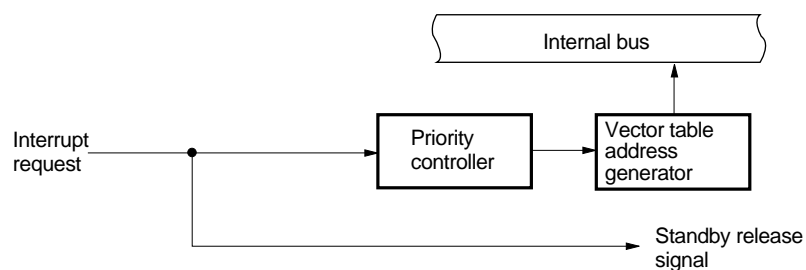 Internal bus
Interrupt
request
Priority
controller
Vector table
address
generator
Standby release
signal